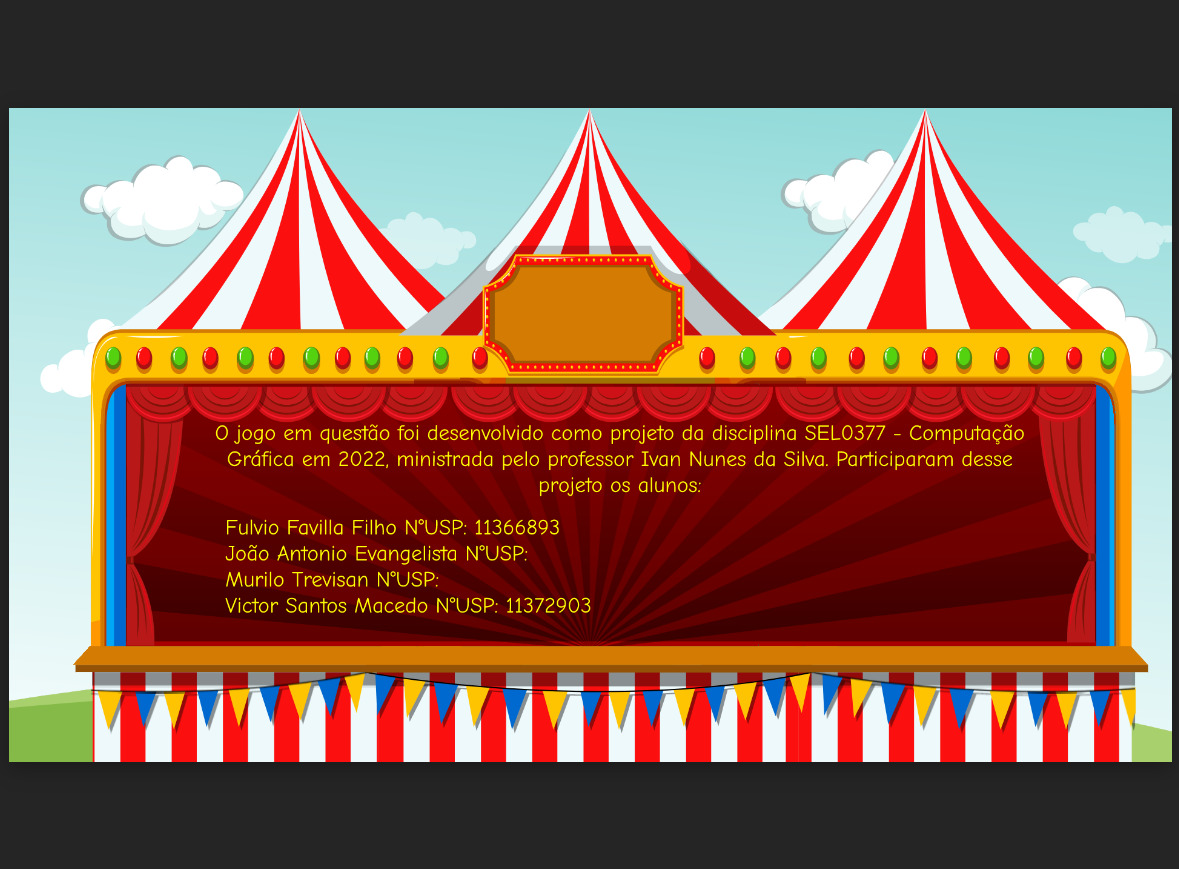 O jogo em questão foi desenvolvido como projeto da disciplina SEL0377 - Computação
Gráfica em 2022, ministrada pelo professor Ivan Nunes da Silva. Participaram desse
projeto os alunos:
Fulvio Favilla Filho N°USP: 11366893
João Antonio Evangelista N°USP:
Murilo Trevisan N°USP:
Victor Santos Macedo N°USP: 11372903